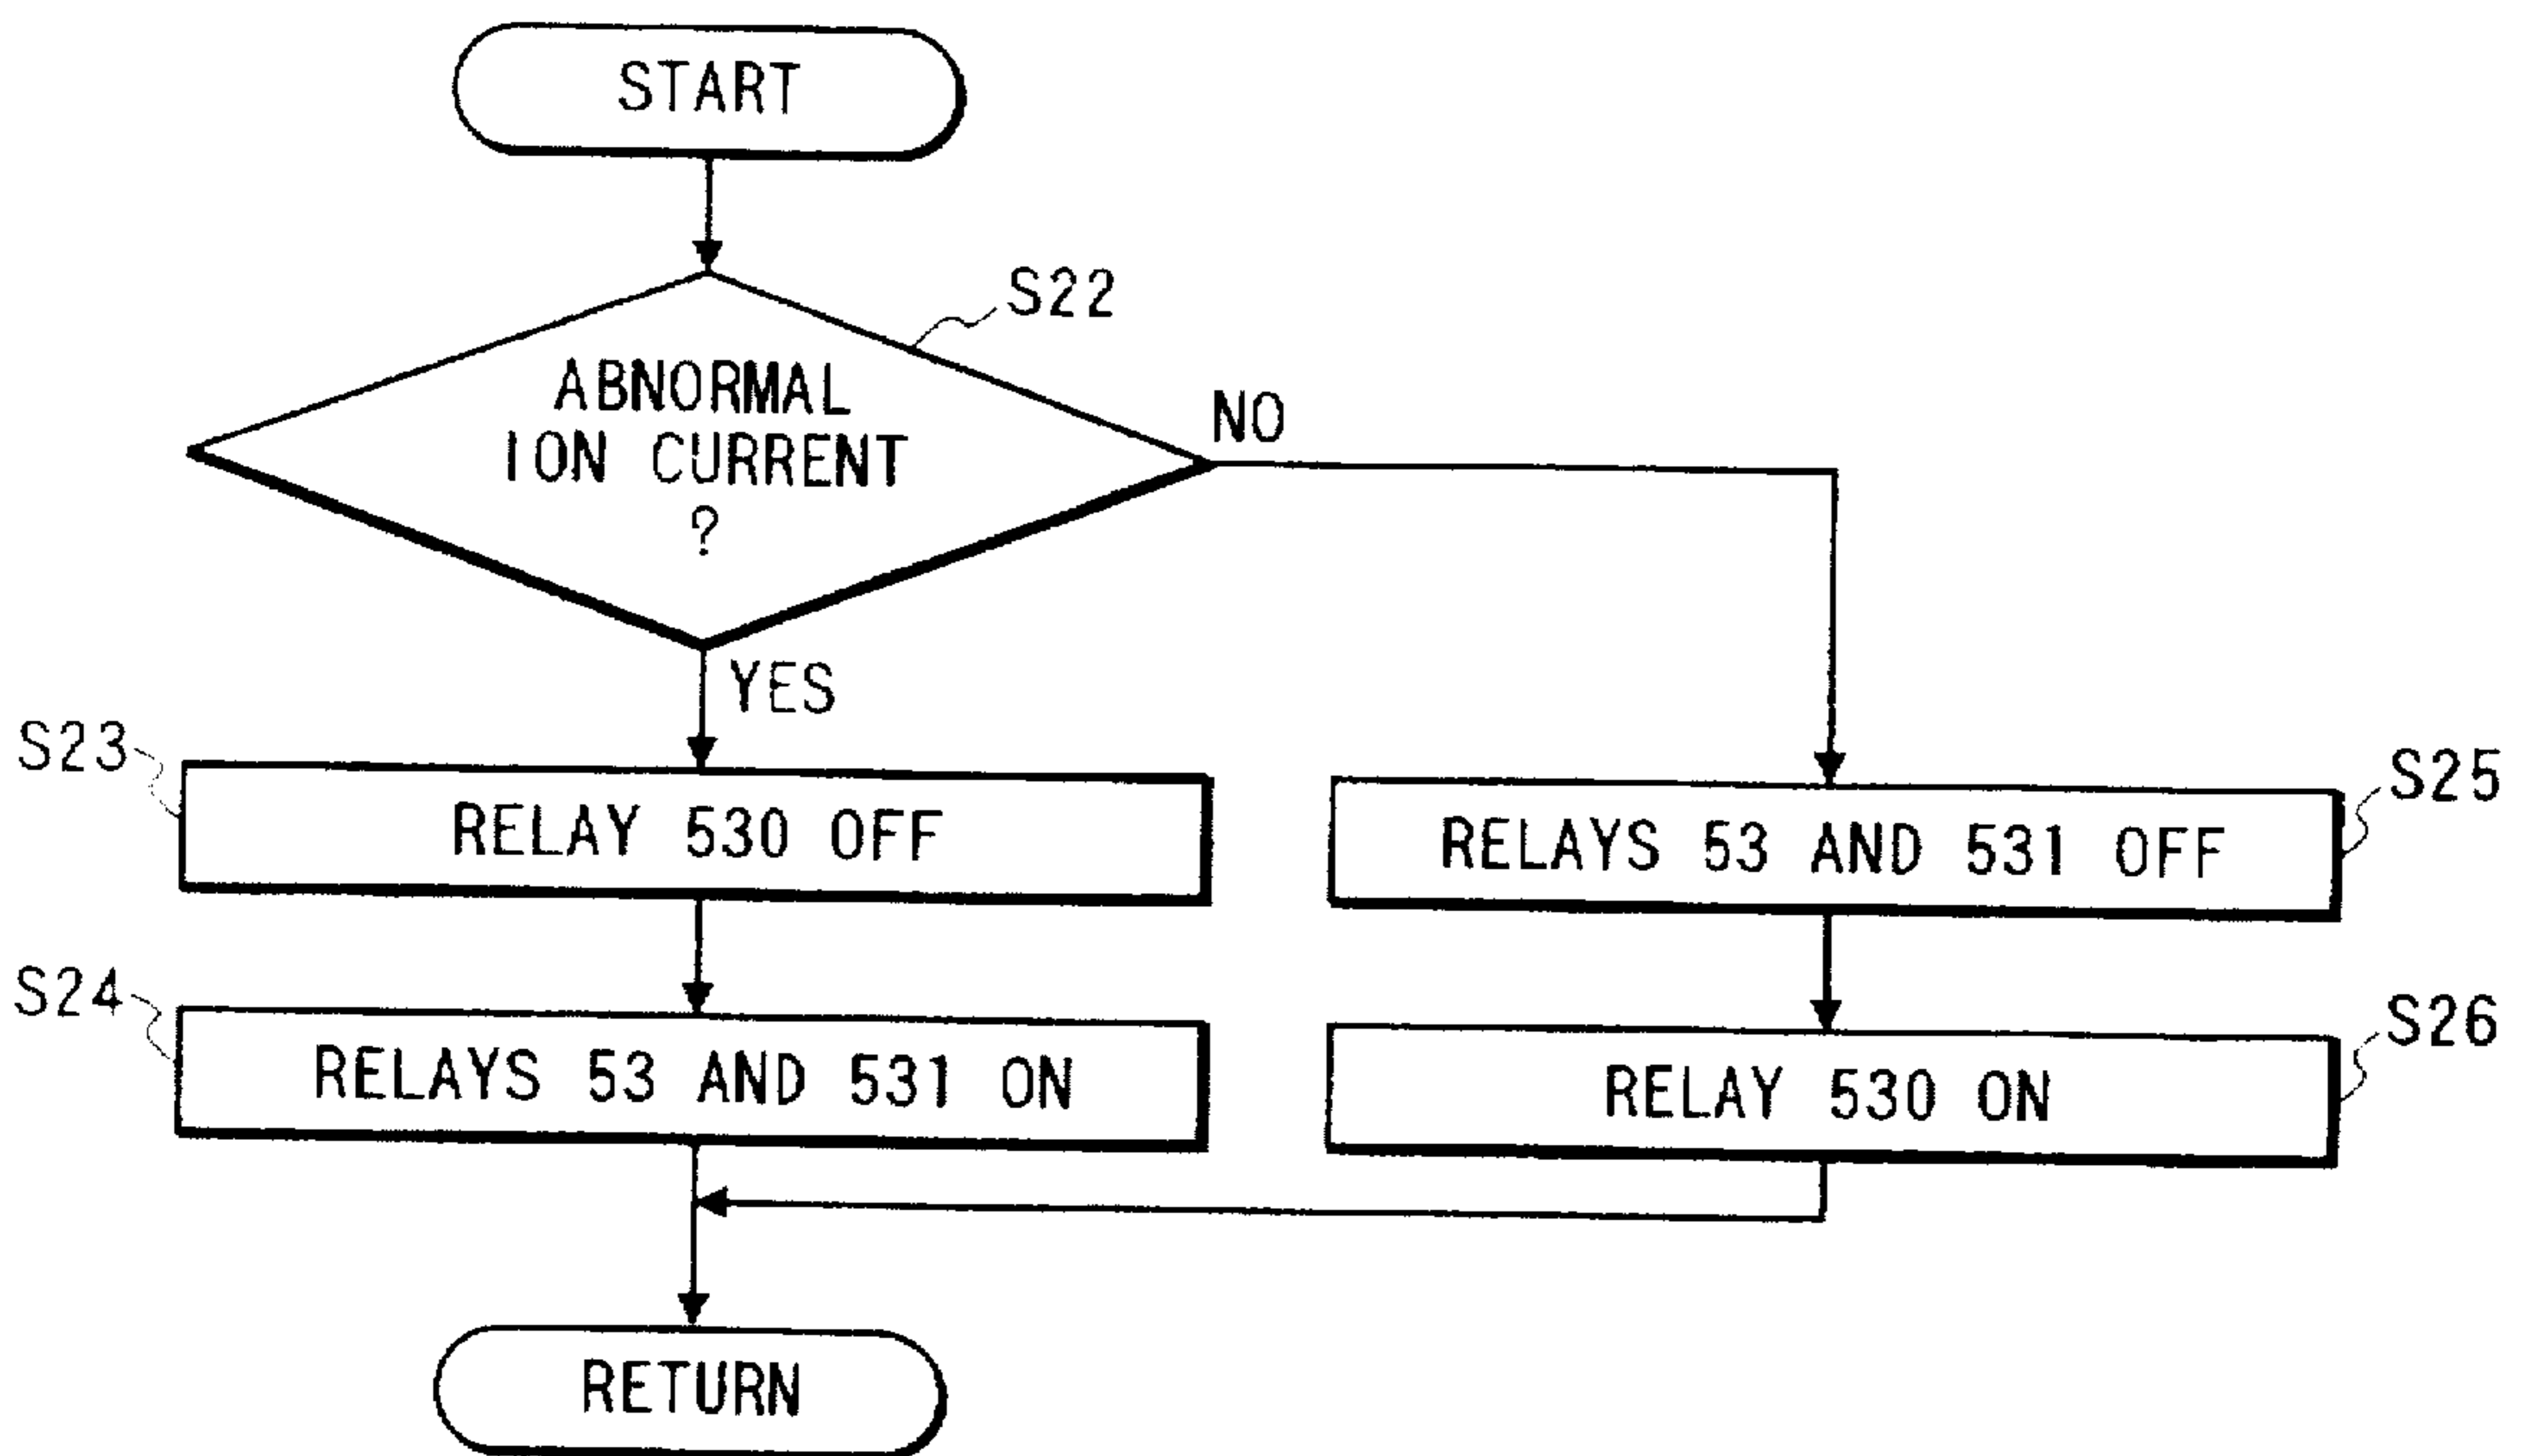 START
S22
ABNORMAL
ION CURRENT
?
NO
YES
S23
RELAY 530 OFF
S25
RELAYS 53 AND 531 OFF
S24
RELAYS 53 AND 531 ON
S26
RELAY 530 ON
RETURN